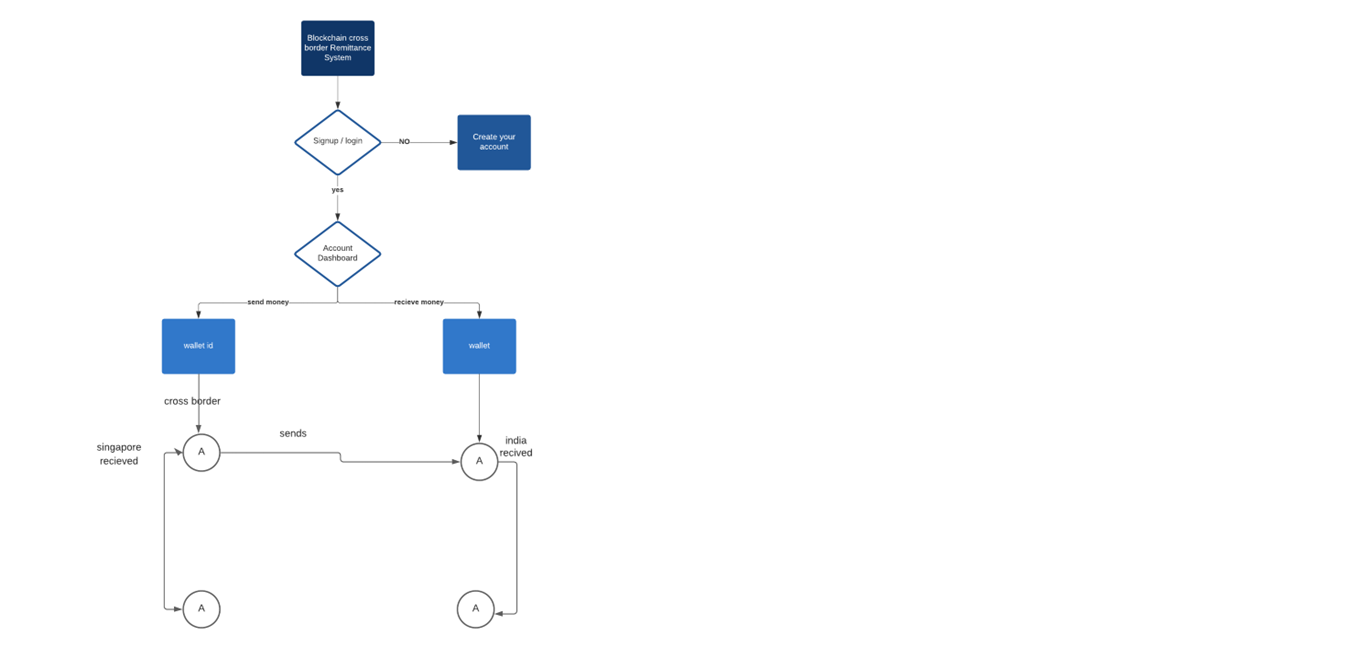 Blockchain cross
border Remittance
System
Signup / login
NO
Create your
account
yes
Account
Dashboard
send money
recieve money
wallet id
wallet
cross border
sends
singapore
recieved
A
A
india
recived
A
A